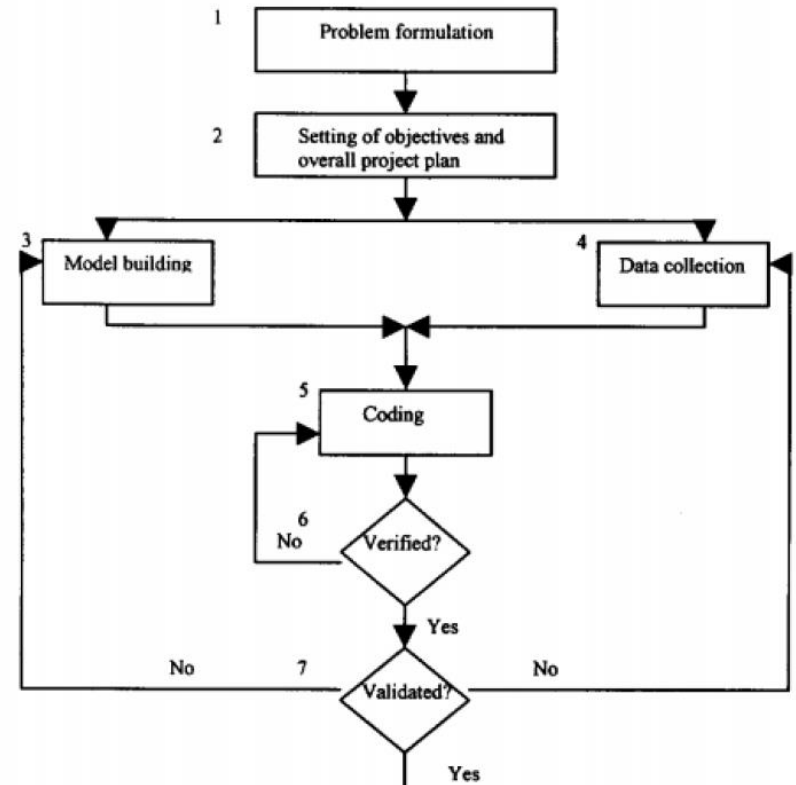 1
Problem formulation
2
Setting of objectives and
overall project plan
3
Model building
4
Data collection
5
Coding
6
No
Verified?
Yes
No
7
No
Validated?
Yes